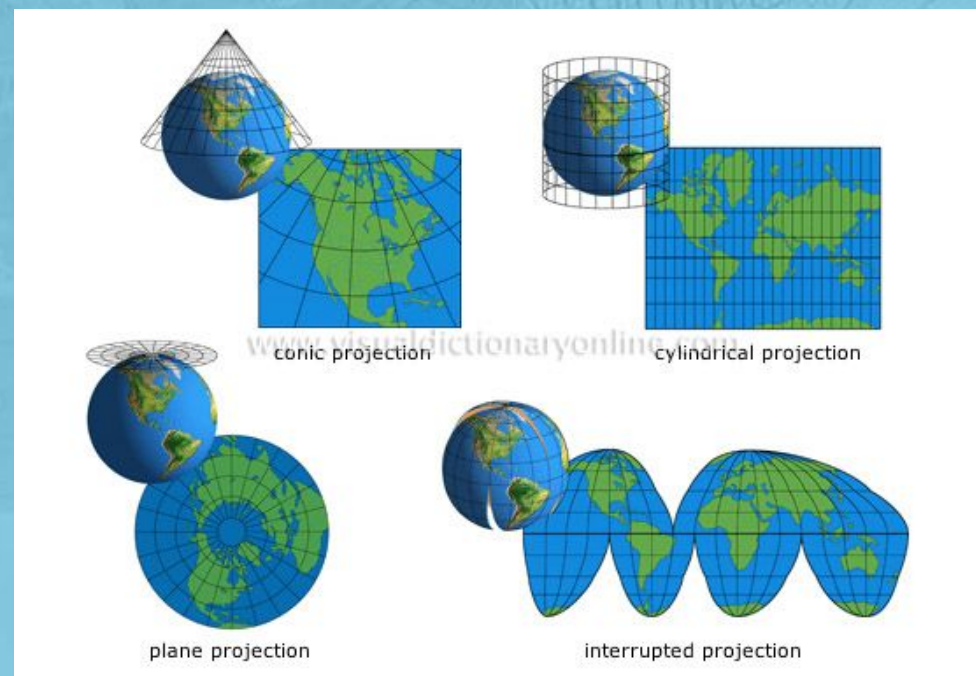 www.visualdictionaryonline.com
conic projection
cylindrical projection
plane projection
interrupted projection